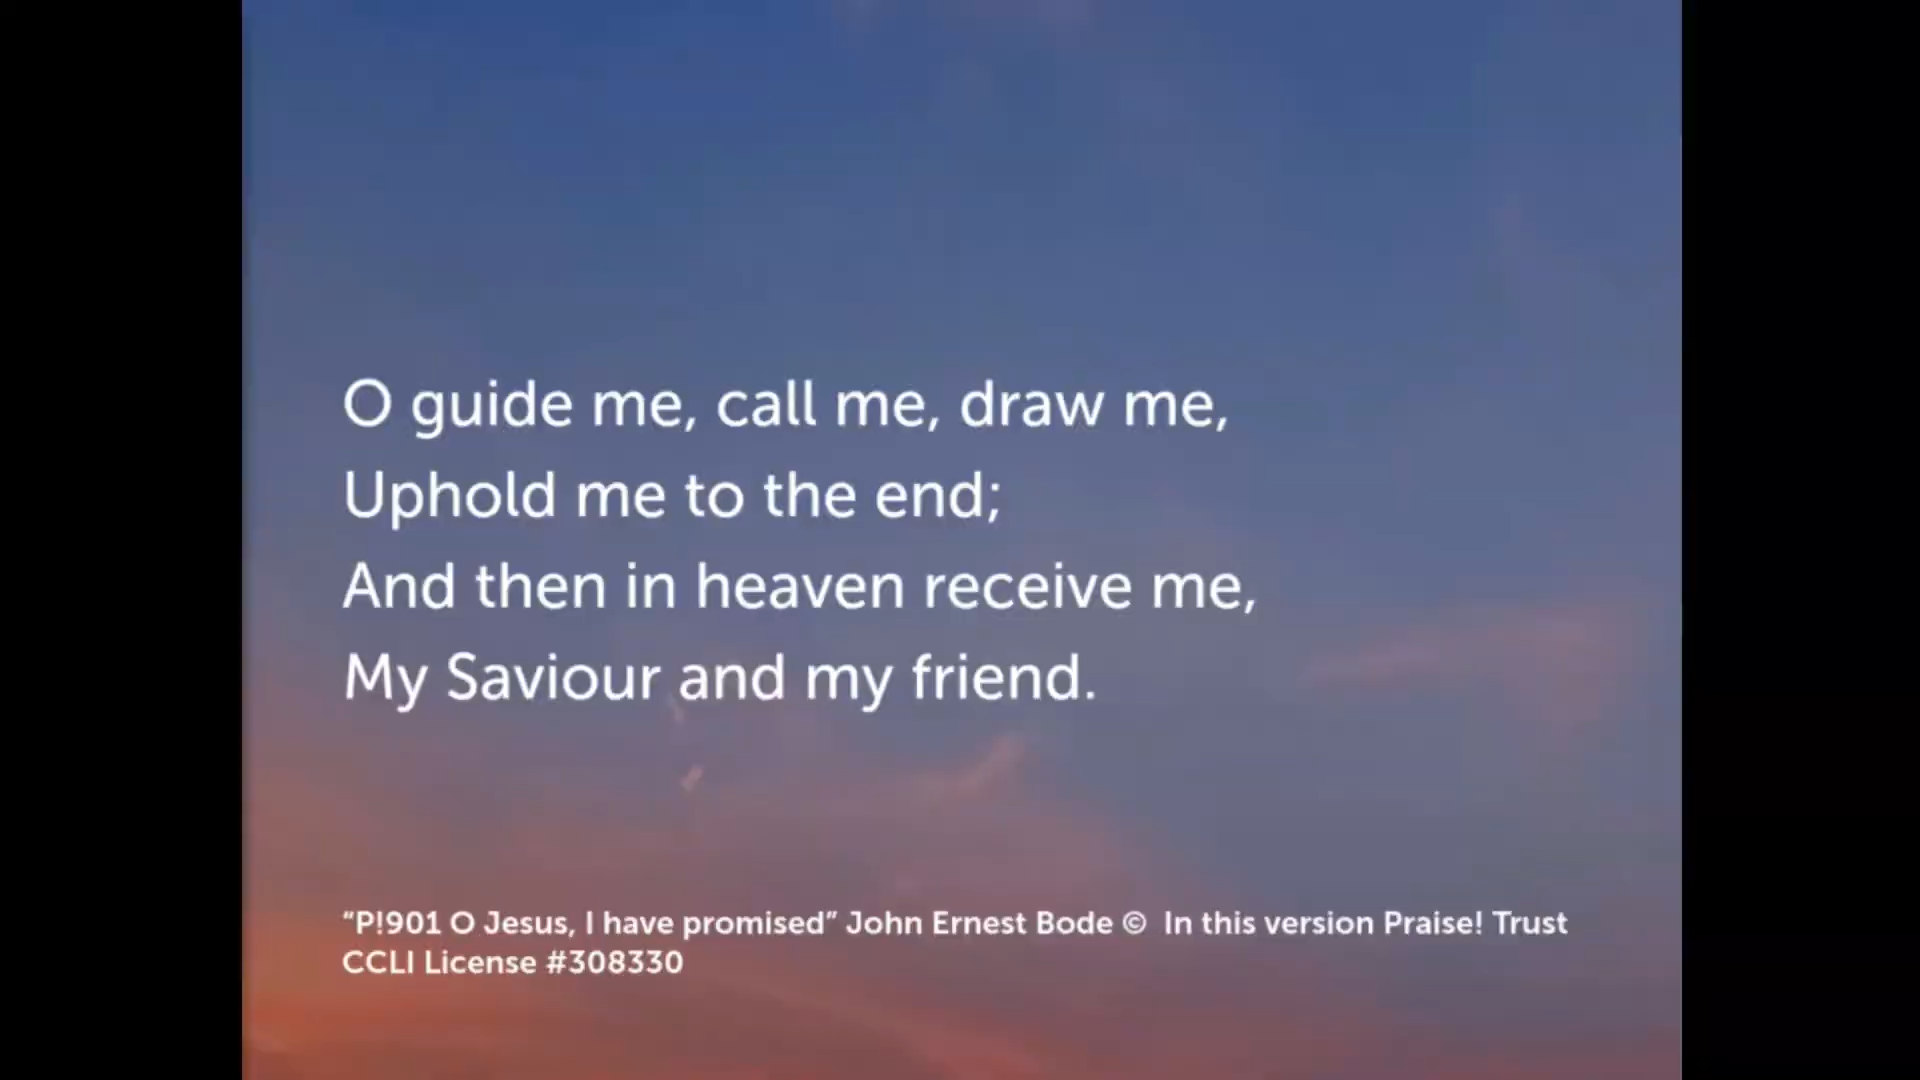 O guide me, call me, draw me,
Uphold me to the end;
And then in heaven receive me,
My Saviour and my friend.
“P!901 O Jesus, I have promised” John Ernest Bode ©  In this version Praise! Trust
CCLI License #308330